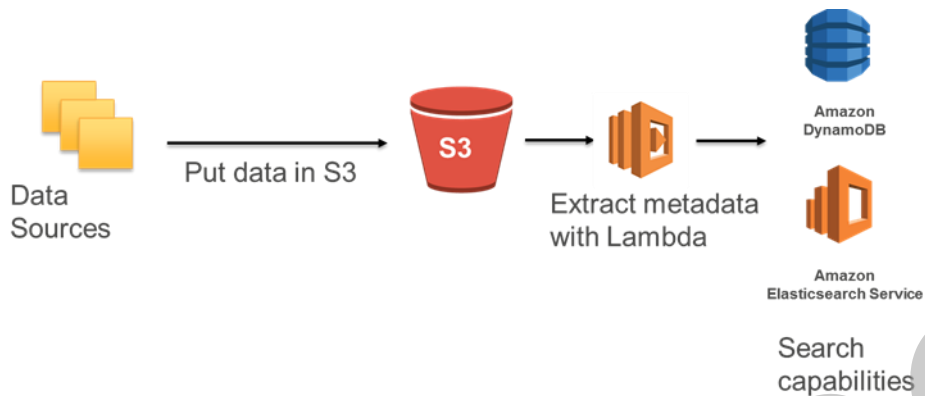 Data
Sources
Put data in S3
S3
Extract metadata
with Lambda
Amazon
DynamoDB
Amazon
Elasticsearch Service
Search
capabilities